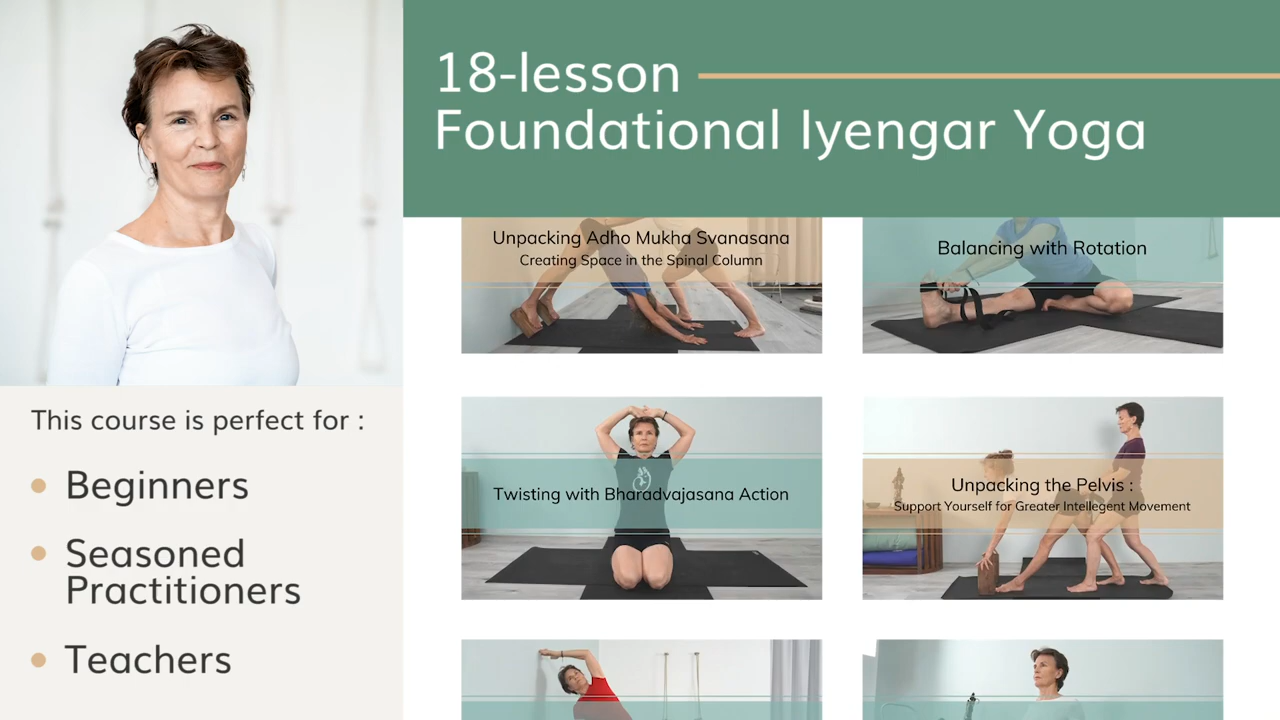 18-lesson
Foundational Iyengar Yoga
This course is perfect for :
Beginners
Seasoned
Practitioners
Teachers
Unpacking Adho Mukha Svanasana
Creating Space in the Spinal Column
Balancing with Rotation
Twisting with Bharadvajasana Action
Unpacking the Pelvis :
Support Yourself for Greater Intellegent Movement